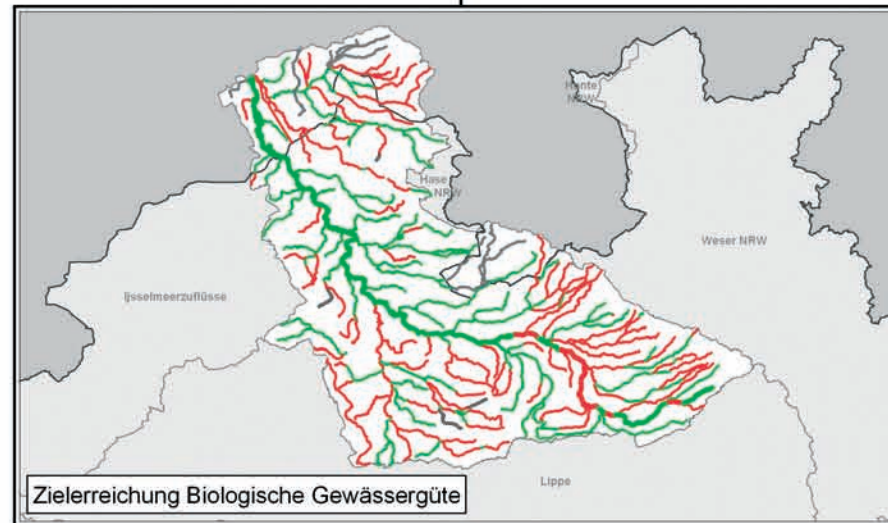 Hunte
NRW
Hase
NRW
Weser NRW
Ijsselmeerzuflüsse
Lippe
Zielerreichung Biologische Gewässergüte